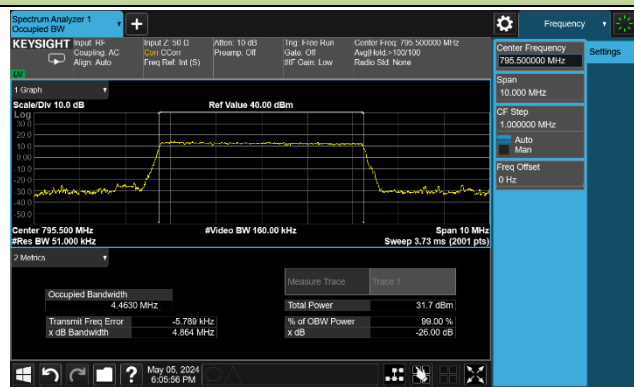 Spectrum Analyzer 1
Occupied BW
Frequency
KEYSIGHT
Input: RF
Coupling: AC
Align: Auto
Input Z: 50 Ω
Corr CCorr
Freq Ref: Int (S)
Atten: 10 dB
Preamp: Off
Trig: Free Run
Gate: Off
#IF Gain: Low
Center Freq: 795.500000 MHz
Avg|Hold:>100/100
Radio Std: None
LM
Center Frequency
795.500000 MHz
Settings
Span
10.000 MHz
CF Step
1.000000 MHz
Auto
Man
Freq Offset
0 Hz
1 Graph
Scale/Div 10.0 dB
Ref Value 40.00 dBm
Log
30.0
20.0
10.0
0.00
-10.0
-20.0
-30.0
-40.0
-50.0
Center 795.500 MHz
#Video BW 160.00 kHz
Span 10 MHz
#Res BW 51.000 kHz
Sweep 3.73 ms (2001 pts)
2 Metrics
Measure Trace
Trace 1
Occupied Bandwidth
4.4630 MHz
Total Power
31.7 dBm
Transmit Freq Error
-5.789 kHz
% of OBW Power
99.00 %
x dB Bandwidth
4.864 MHz
x dB
-26.00 dB
May 05, 2024
6:05:56 PM